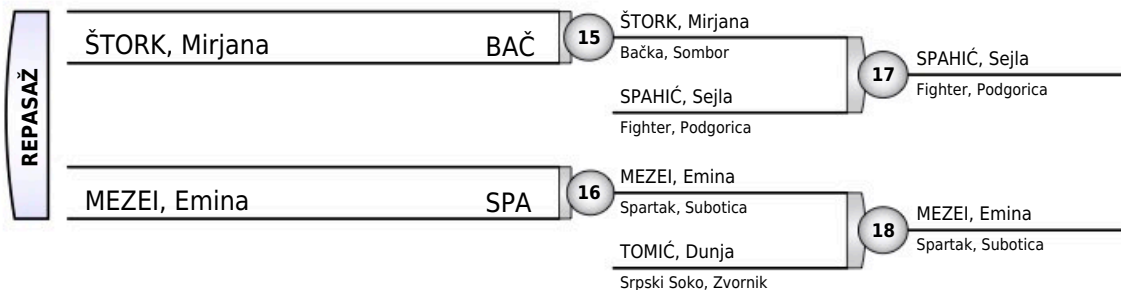 REPASAŽ
ŠTORK, Mirjana BAČ
15
ŠTORK, Mirjana
Bačka, Sombor
SPAHIĆ, Sejla
Fighter, Podgorica
17
SPAHIĆ, Sejla
Fighter, Podgorica
MEZEI, Emina SPA
16
MEZEI, Emina
Spartak, Subotica
TOMIĆ, Dunja
Srpski Soko, Zvornik
18
MEZEI, Emina
Spartak, Subotica